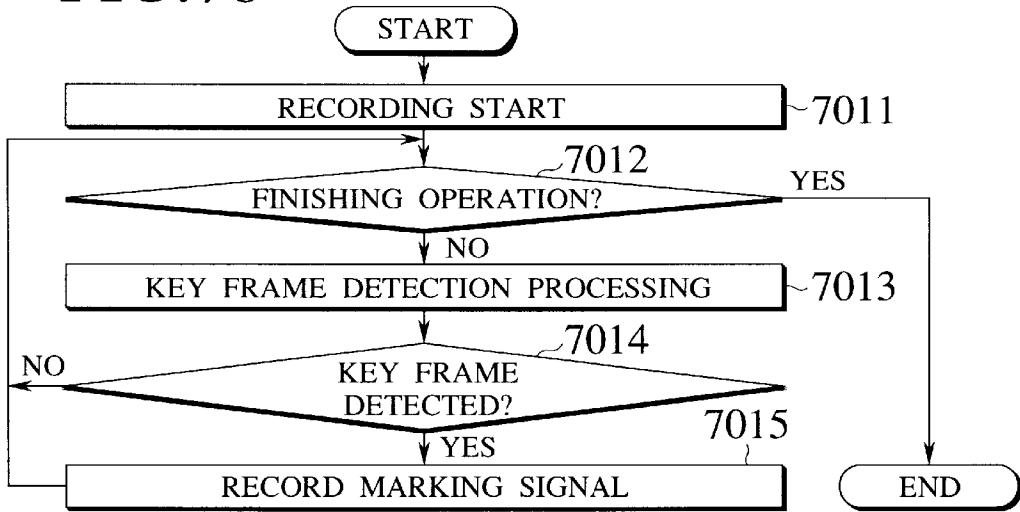 START
RECORDING START
7011
7012
FINISHING OPERATION?
YES
NO
KEY FRAME DETECTION PROCESSING
7013
7014
NO
KEY FRAME
DETECTED?
7015
YES
RECORD MARKING SIGNAL
END